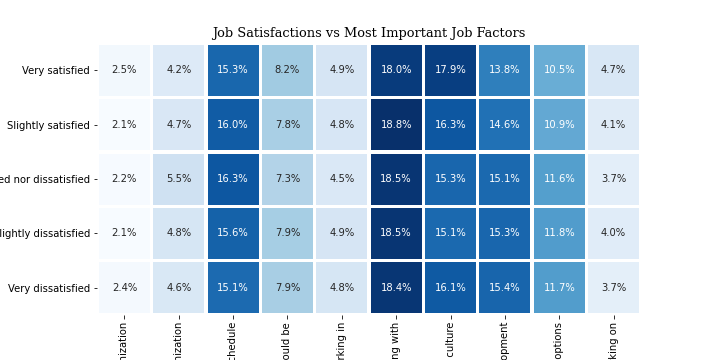 Job Satisfactions vs Most Important Job Factors
Very satisfied 2.5% 4.2% 15.3% 8.2% 4.9% 18.0% 17.9% 13.8% 10.5% 4.7%
Slightly satisfied 2.1% 4.7% 16.0% 7.8% 4.8% 18.8% 16.3% 14.6% 10.9% 4.1%
ed nor dissatisfied 2.2% 5.5% 16.3% 7.3% 4.5% 18.5% 15.3% 15.1% 11.6% 3.7%
lightly dissatisfied 2.1% 4.8% 15.6% 7.9% 4.9% 18.5% 15.1% 15.3% 11.8% 4.0%
Very dissatisfied 2.4% 4.6% 15.1% 7.9% 4.8% 18.4% 16.1% 15.4% 11.7% 3.7%
nization
nization
chedule
ould be
rking in
ng with
culture
opment
options
king on